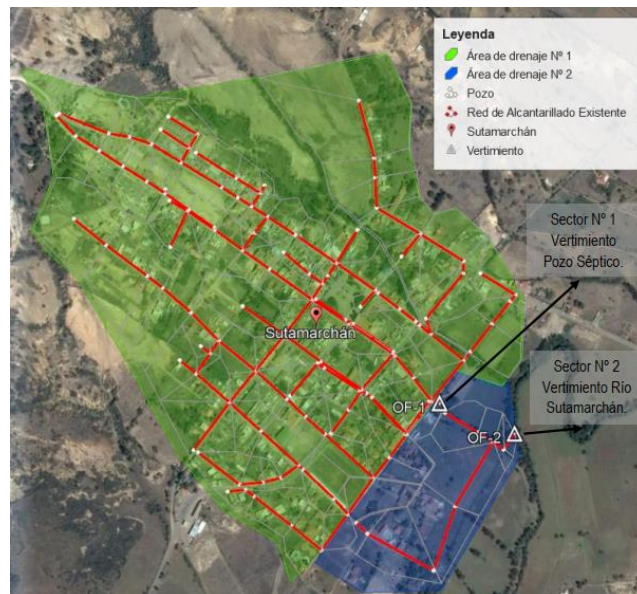 Leyenda
Área de drenaje Nº 1
Área de drenaje Nº 2
Pozo
Red de Alcantarillado Existente
Sutamarchán
Vertimiento
Sector Nº 1
Vertimiento
Pozo Séptico.
Sutamarchán
Sector Nº 2
Vertimiento Río
Sutamarchán.
OF-1
OF-2